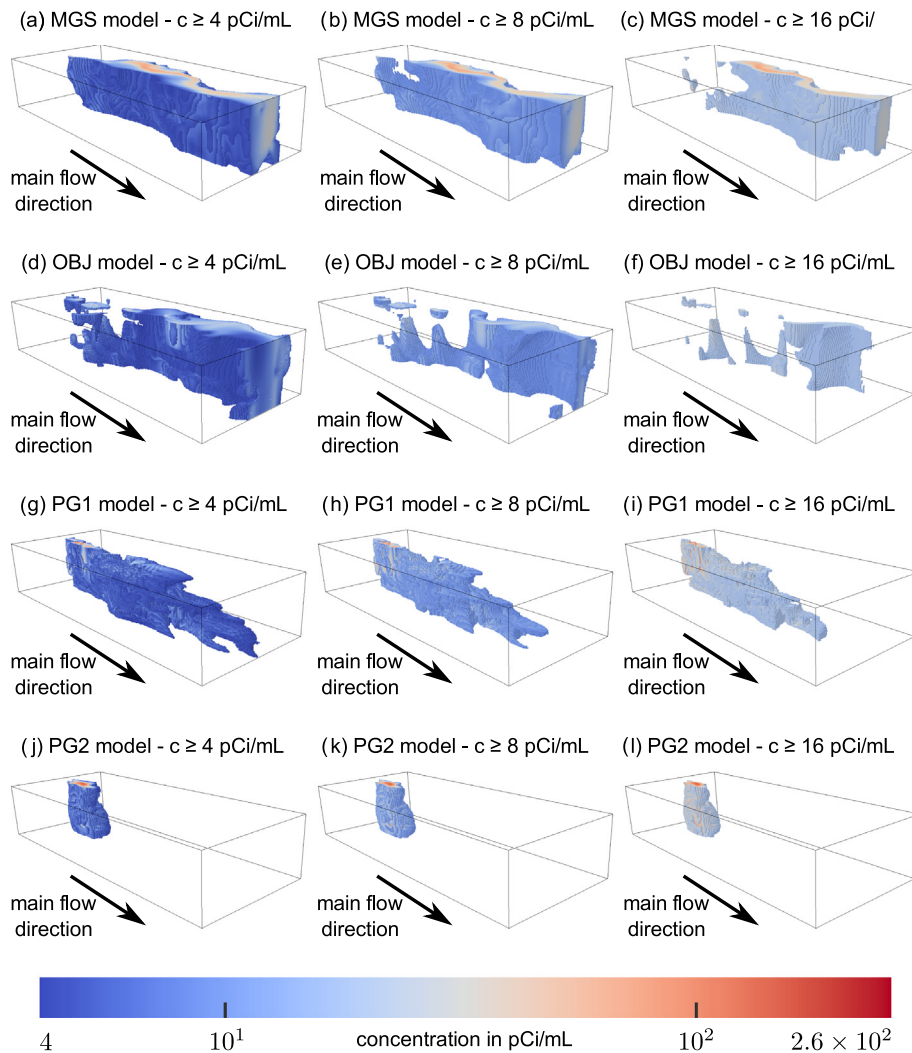 (a) MGS model - c ≥ 4 pCi/mL
(b) MGS model - c ≥ 8 pCi/mL
(c) MGS model - c ≥ 16 pCi/
main flow
direction
main flow
direction
main flow
direction
(d) OBJ model - c ≥ 4 pCi/mL
(e) OBJ model - c ≥ 8 pCi/mL
(f) OBJ model - c ≥ 16 pCi/mL
main flow
direction
main flow
direction
main flow
direction
(g) PG1 model - c ≥ 4 pCi/mL
(h) PG1 model - c ≥ 8 pCi/mL
(i) PG1 model - c ≥ 16 pCi/mL
main flow
direction
main flow
direction
main flow
direction
(j) PG2 model - c ≥ 4 pCi/mL
(k) PG2 model - c ≥ 8 pCi/mL
(l) PG2 model - c ≥ 16 pCi/mL
main flow
direction
main flow
direction
main flow
direction
4 10¹ concentration in pCi/mL 10² 2.6 × 10²